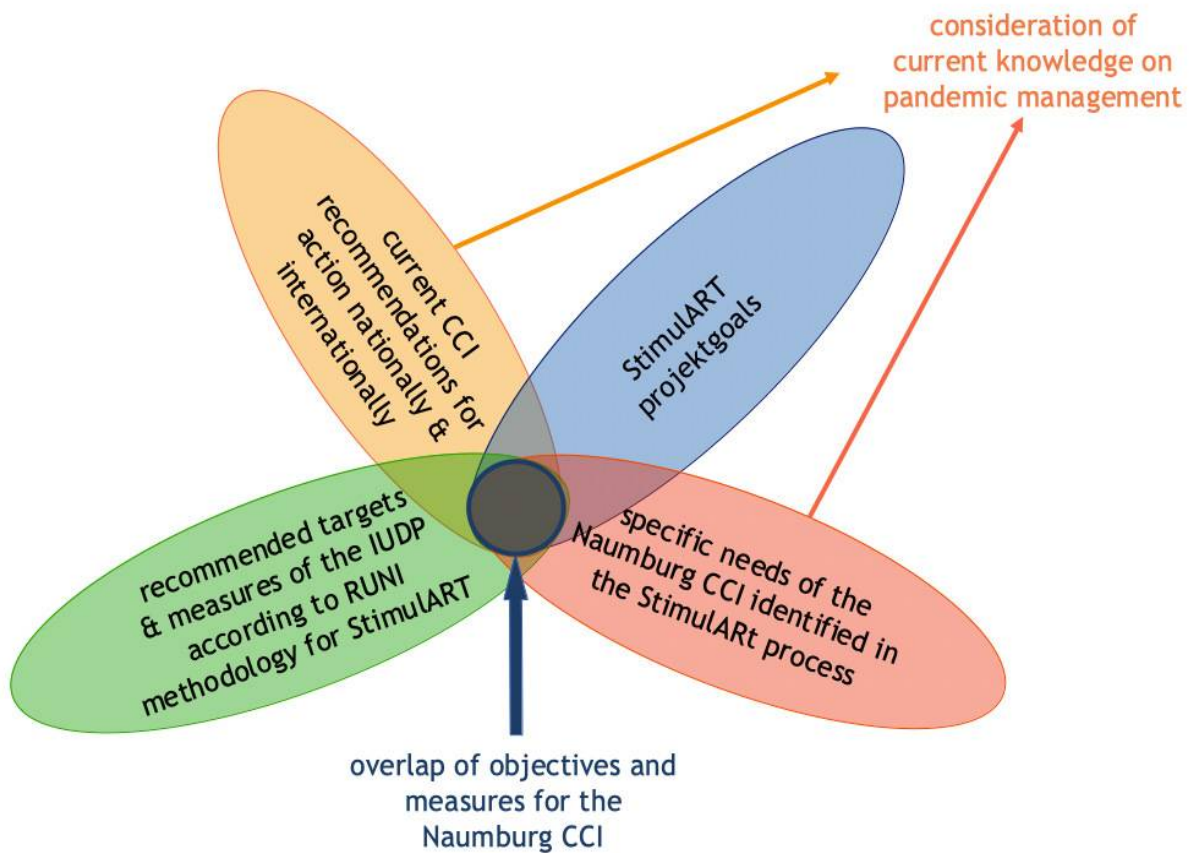 consideration of
current knowledge on
pandemic management
current CCI
recommendations for
action nationally &
internationally
StimulART
projektgoals
recommended targets
& measures of the IUDP
according to RUNI
methodology for StimulART
specific needs of the
Naumburg CCI identified in
the StimulARt process
overlap of objectives and
measures for the
Naumburg CCI